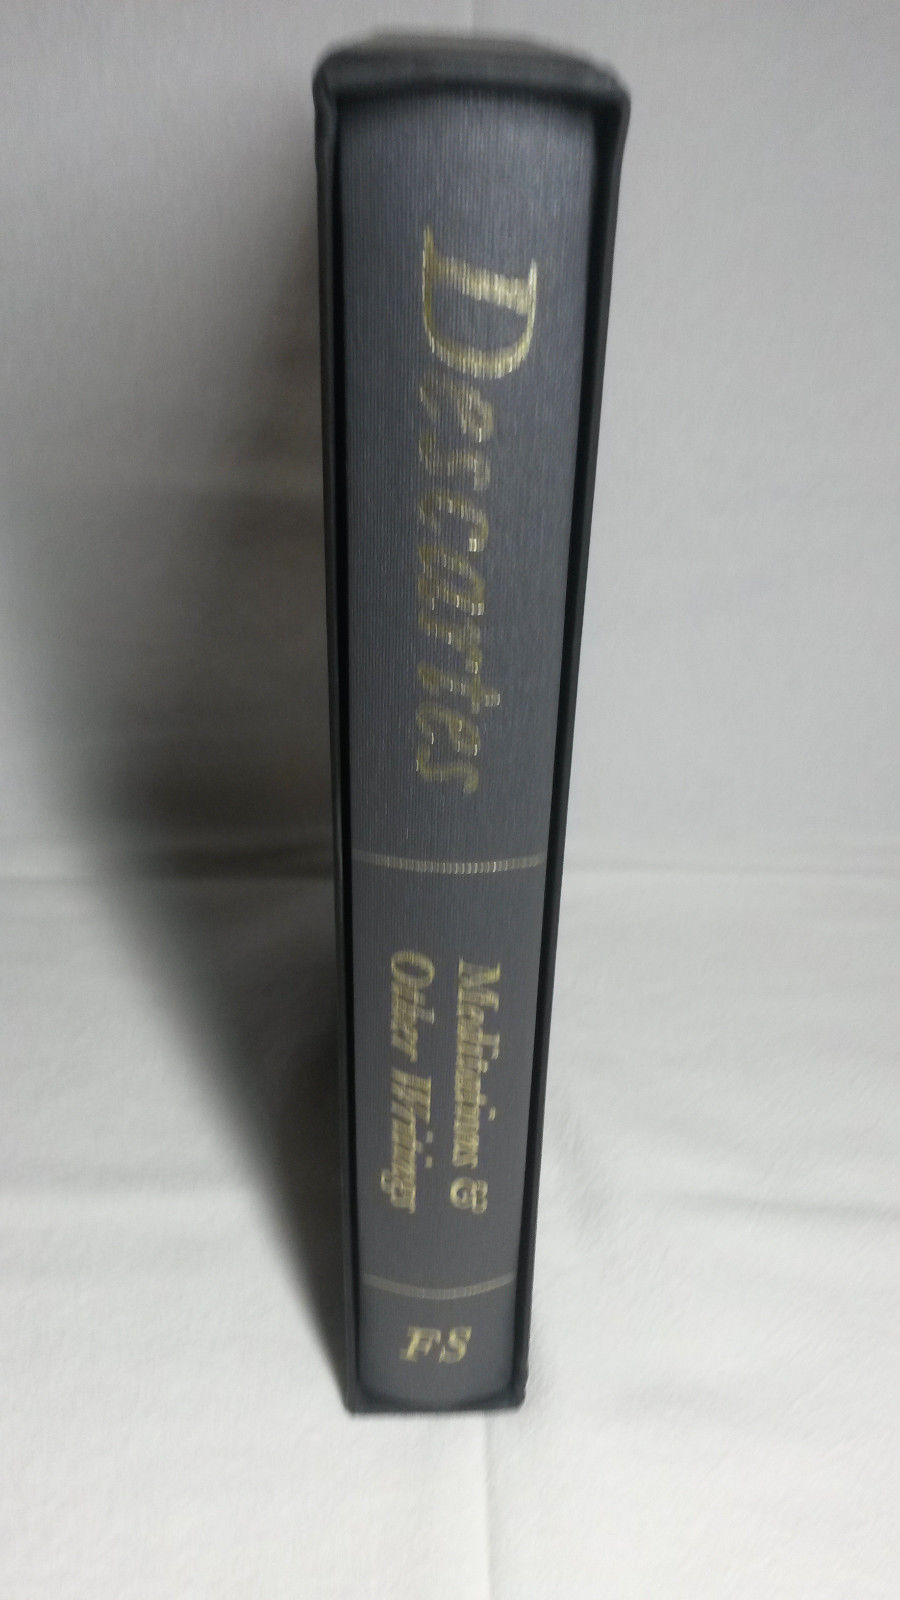 Descartes
Meditations &
Other Writings
FS